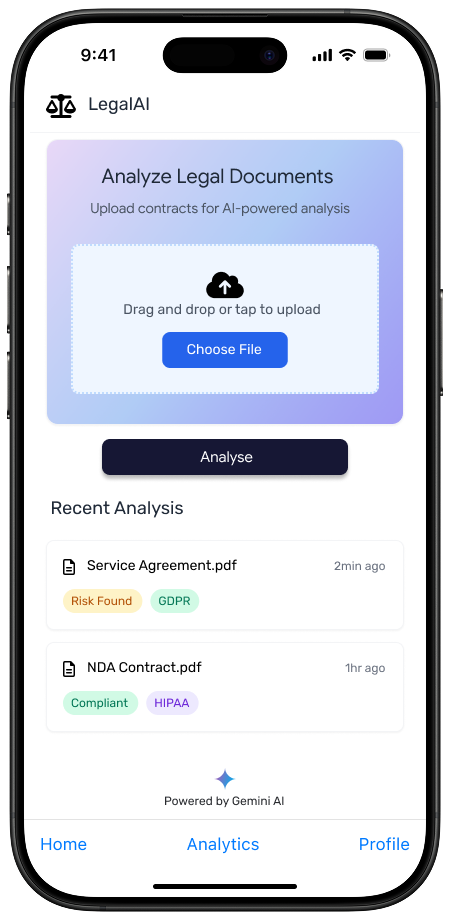 9:41
LegalAI
Analyze Legal Documents
Upload contracts for AI-powered analysis
Drag and drop or tap to upload
Choose File
Analyse
Recent Analysis
Service Agreement.pdf 2min ago
Risk Found GDPR
NDA Contract.pdf 1hr ago
Compliant HIPAA
Powered by Gemini AI
Home Analytics Profile